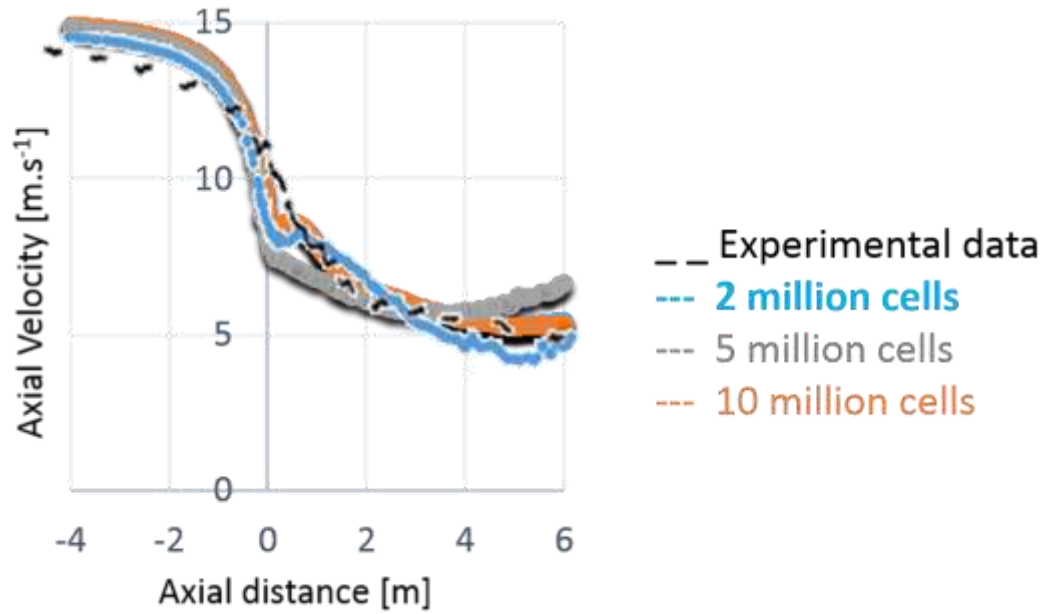 15
10
5
0
-4 -2 0 2 4 6
Axial Velocity [m.s⁻¹]
Axial distance [m]
_ _ Experimental data
--- 2 million cells
--- 5 million cells
--- 10 million cells